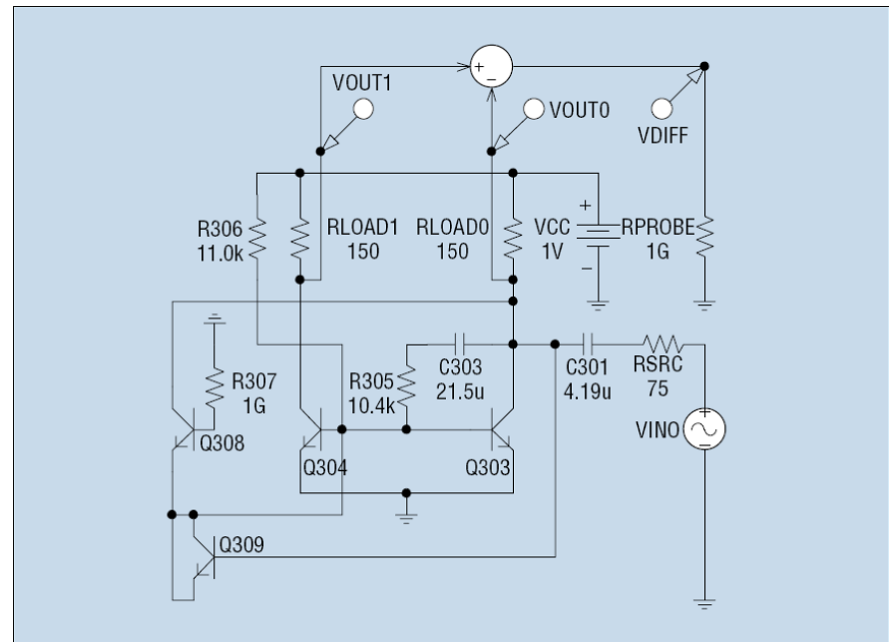 +
−
VOUT1
VOUT0
VDIFF
R306
11.0k
RLOAD1
150
RLOAD0
150
+
VCC
1V
−
RPROBE
1G
R307
1G
R305
10.4k
C303
21.5u
C301
4.19u
RSRC
75
Q308
Q304
Q303
VINO
+
−
Q309